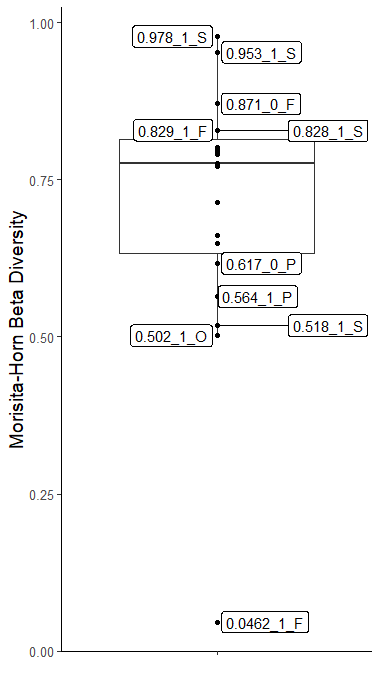 1.00
0.978_1_S
0.953_1_S
0.871_0_F
0.829_1_F
0.828_1_S
0.75
Morisita-Horn Beta Diversity
0.617_0_P
0.564_1_P
0.518_1_S
0.50
0.502_1_O
0.25
0.0462_1_F
0.00